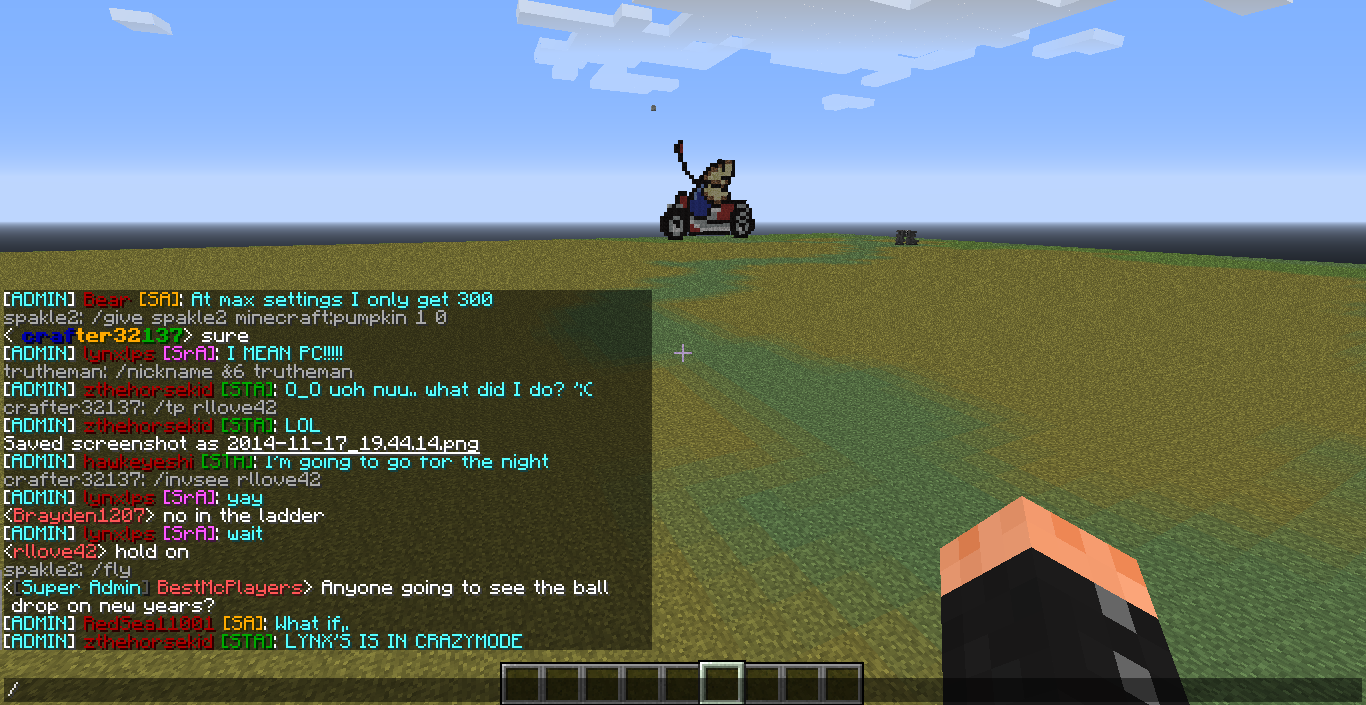 [ADMIN] Bear [SA]: At max settings I only get 300
spakle2: /give spakle2 minecraft:pumpkin 1 0
< crafter32137> sure
[ADMIN] lynxlps [SrA]: I MEAN PC!!!!!
trutheman: /nickname &6 trutheman
[ADMIN] zthehorsekid [STA]: O_O uoh nuu.. what did I do? ';(
crafter32137: /tp rllove42
[ADMIN] zthehorsekid [STA]: LOL
Saved screenshot as 2014-11-17_19.44.14.png
[ADMIN] hawkeyeshi [STA]: I'm going to go for the night
crafter32137: /invsee rllove42
[ADMIN] lynxlps [SrA]: yay
<Brayden1207> no in the ladder
[ADMIN] lynxlps [SrA]: wait
<rllove42> hold on
spakle2: /fly
<[Super Admin] BestMcPlayers> Anyone going to see the ball
drop on new years?
[ADMIN] RedSea11001 [SA]: What if,,
[ADMIN] zthehorsekid [STA]: LYNX'S IS IN CRAZYMODE
/